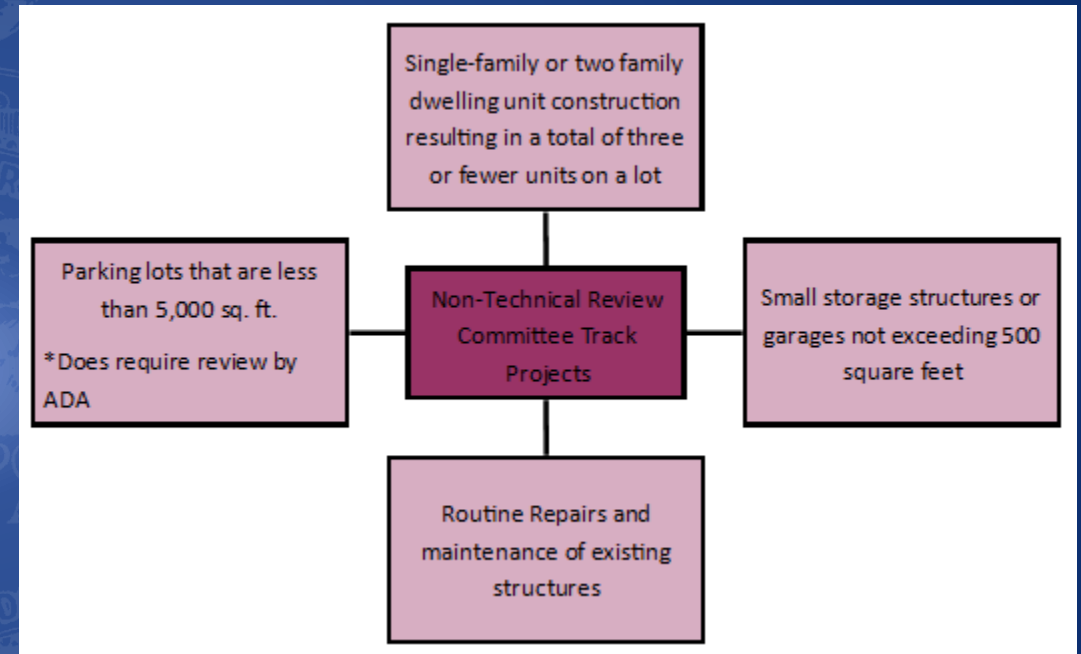 Single-family or two family
dwelling unit construction
resulting in a total of three
or fewer units on a lot
Parking lots that are less
than 5,000 sq. ft.
*Does require review by
ADA
Non-Technical Review
Committee Track
Projects
Small storage structures or
garages not exceeding 500
square feet
Routine Repairs and
maintenance of existing
structures